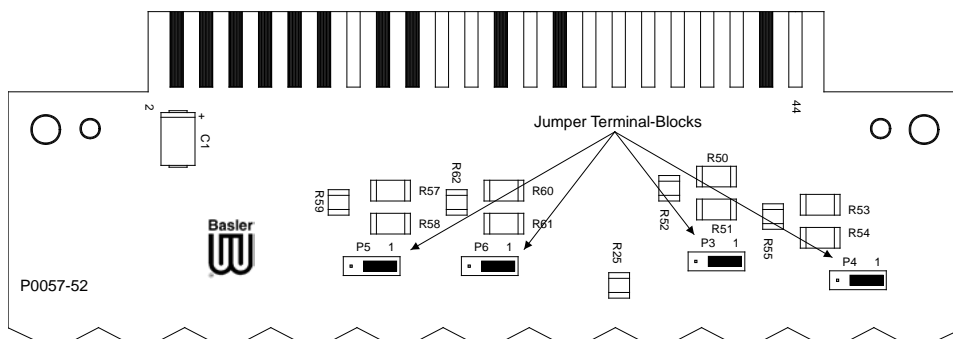 2
44
+
C1
Jumper Terminal-Blocks
R50
R62
R57
R60
R59
R52
R53
R58
R61
R51
R55
R54
Basler
P5 1
P6 1
P3 1
P4 1
R25
P0057-52